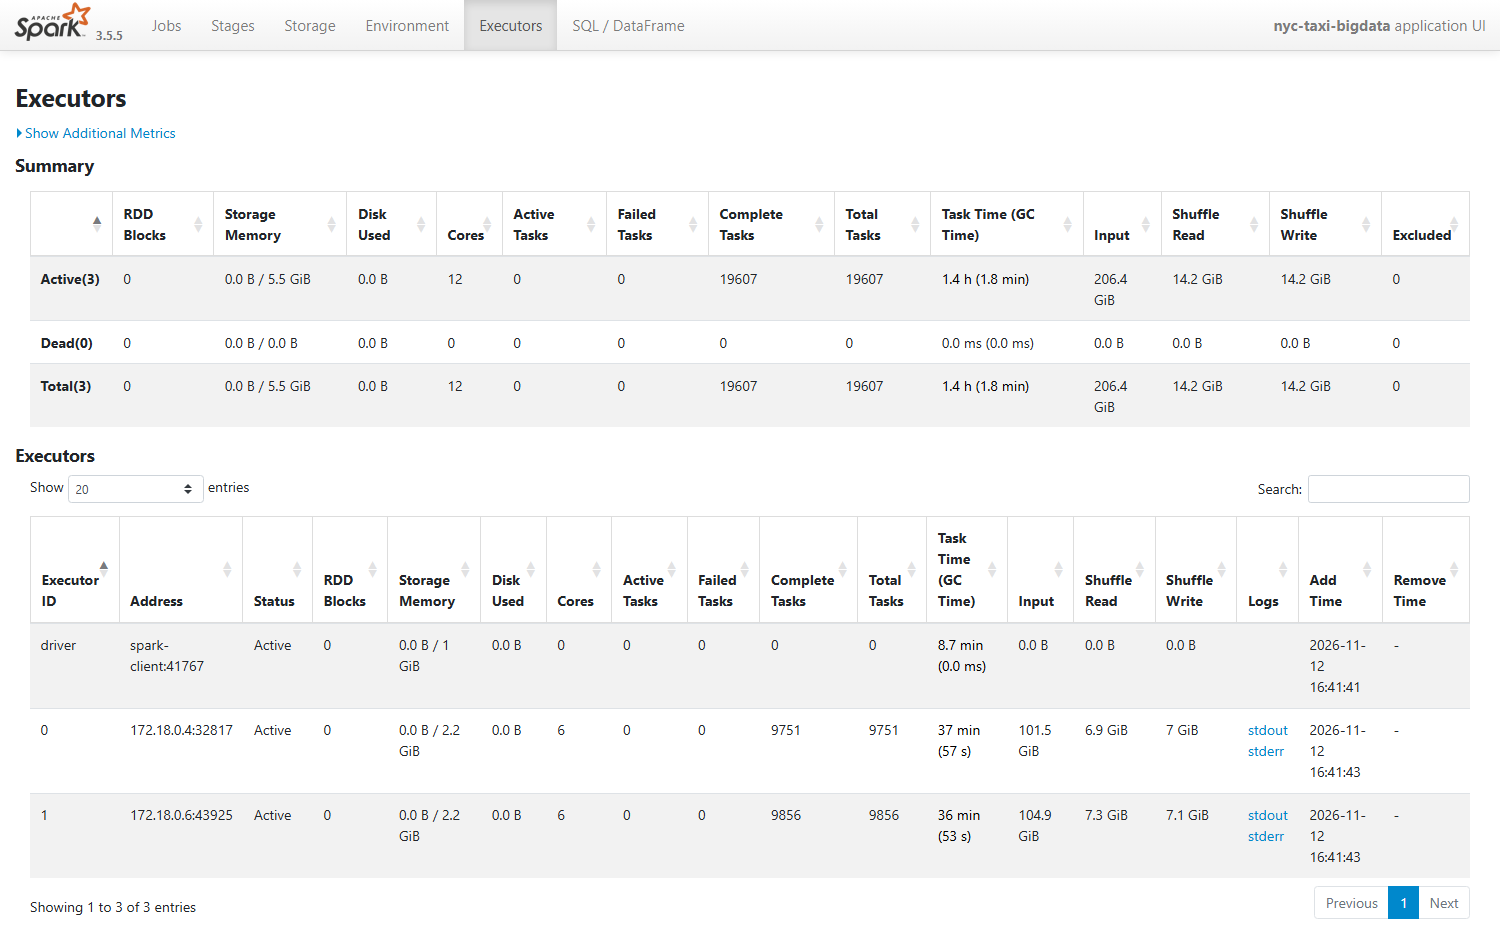 APACHE
Spark 3.5.5 Jobs Stages Storage Environment Executors SQL / DataFrame nyc-taxi-bigdata application UI
Executors
Show Additional Metrics
Summary
RDD Blocks Storage Memory Disk Used Cores Active Tasks Failed Tasks Complete Tasks Total Tasks Task Time (GC Time) Input Shuffle Read Shuffle Write Excluded
Active(3) 0 0.0 B / 5.5 GiB 0.0 B 12 0 0 19607 19607 1.4 h (1.8 min) 206.4 GiB 14.2 GiB 14.2 GiB 0
Dead(0) 0 0.0 B / 0.0 B 0.0 B 0 0 0 0 0 0.0 ms (0.0 ms) 0.0 B 0.0 B 0.0 B 0
Total(3) 0 0.0 B / 5.5 GiB 0.0 B 12 0 0 19607 19607 1.4 h (1.8 min) 206.4 GiB 14.2 GiB 14.2 GiB 0
Executors
Show 20 entries Search:
Executor ID Address Status RDD Blocks Storage Memory Disk Used Cores Active Tasks Failed Tasks Complete Tasks Total Tasks Task Time (GC Time) Input Shuffle Read Shuffle Write Logs Add Time Remove Time
driver spark-client:41767 Active 0 0.0 B / 1 GiB 0.0 B 0 0 0 0 0 8.7 min (0.0 ms) 0.0 B 0.0 B 0.0 B 2026-11-12 16:41:41 -
0 172.18.0.4:32817 Active 0 0.0 B / 2.2 GiB 0.0 B 6 0 0 9751 9751 37 min (57 s) 101.5 GiB 6.9 GiB 7 GiB stdout stderr 2026-11-12 16:41:43 -
1 172.18.0.6:43925 Active 0 0.0 B / 2.2 GiB 0.0 B 6 0 0 9856 9856 36 min (53 s) 104.9 GiB 7.3 GiB 7.1 GiB stdout stderr 2026-11-12 16:41:43 -
Showing 1 to 3 of 3 entries Previous 1 Next